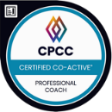 CPCC
CERTIFIED CO-ACTIVE®
PROFESSIONAL
COACH